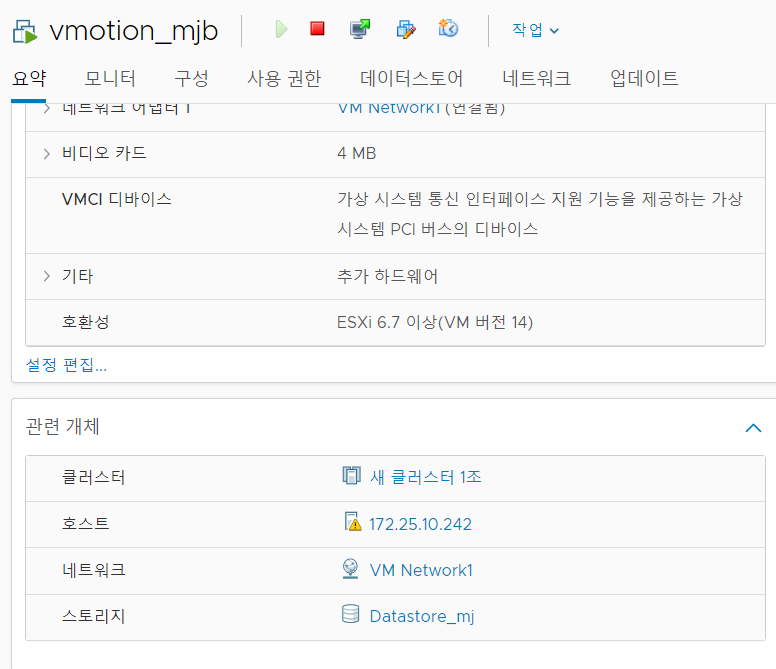 vmotion_mjb
작업
요약 모니터 구성 사용 권한 데이터스토어 네트워크 업데이트
네트워크 어댑터 1 VM Network1 (연결됨)
비디오 카드 4 MB
VMCI 디바이스 가상 시스템 통신 인터페이스 지원 기능을 제공하는 가상
시스템 PCI 버스의 디바이스
기타 추가 하드웨어
호환성 ESXi 6.7 이상(VM 버전 14)
설정 편집...
관련 개체
클러스터 새 클러스터 1조
호스트 172.25.10.242
네트워크 VM Network1
스토리지 Datastore_mj